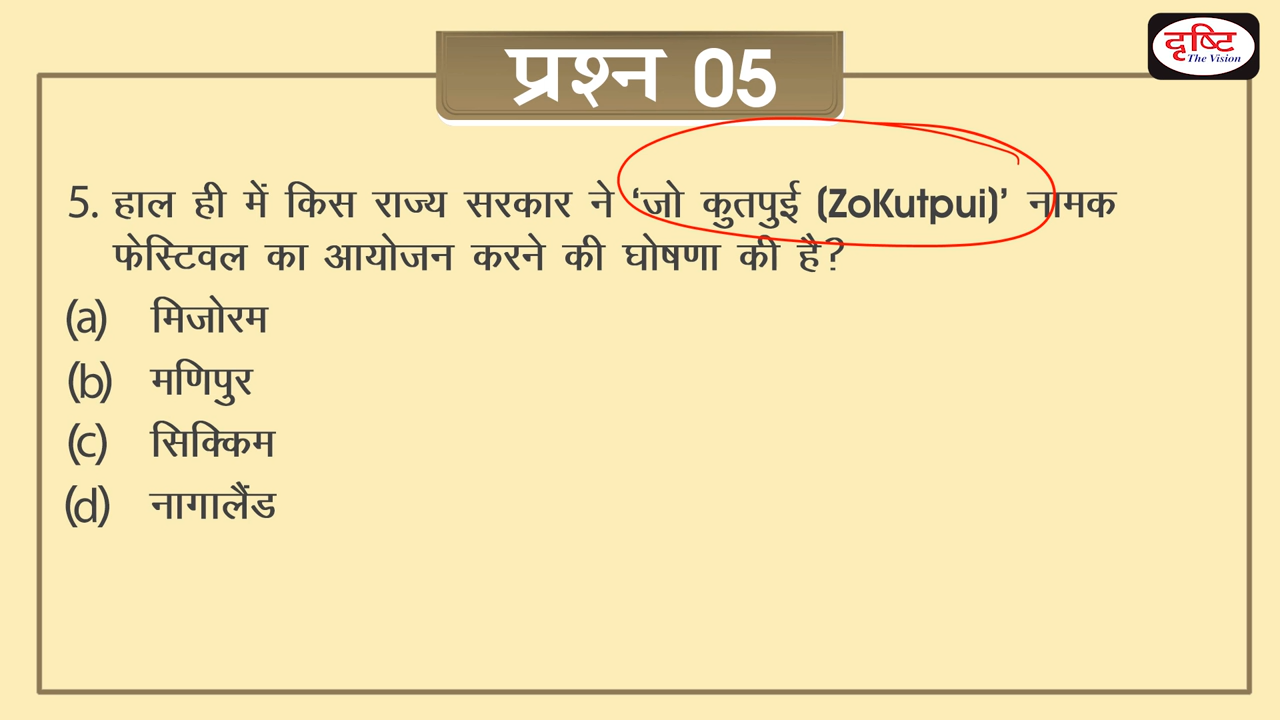 दृष्टि
The Vision
प्रश्न 05
5. हाल ही में किस राज्य सरकार ने ‘जो कुतपुई (ZoKutpui)’ नामक
फेस्टिवल का आयोजन करने की घोषणा की है?
(a) मिजोरम
(b) मणिपुर
(c) सिक्किम
(d) नागालैंड